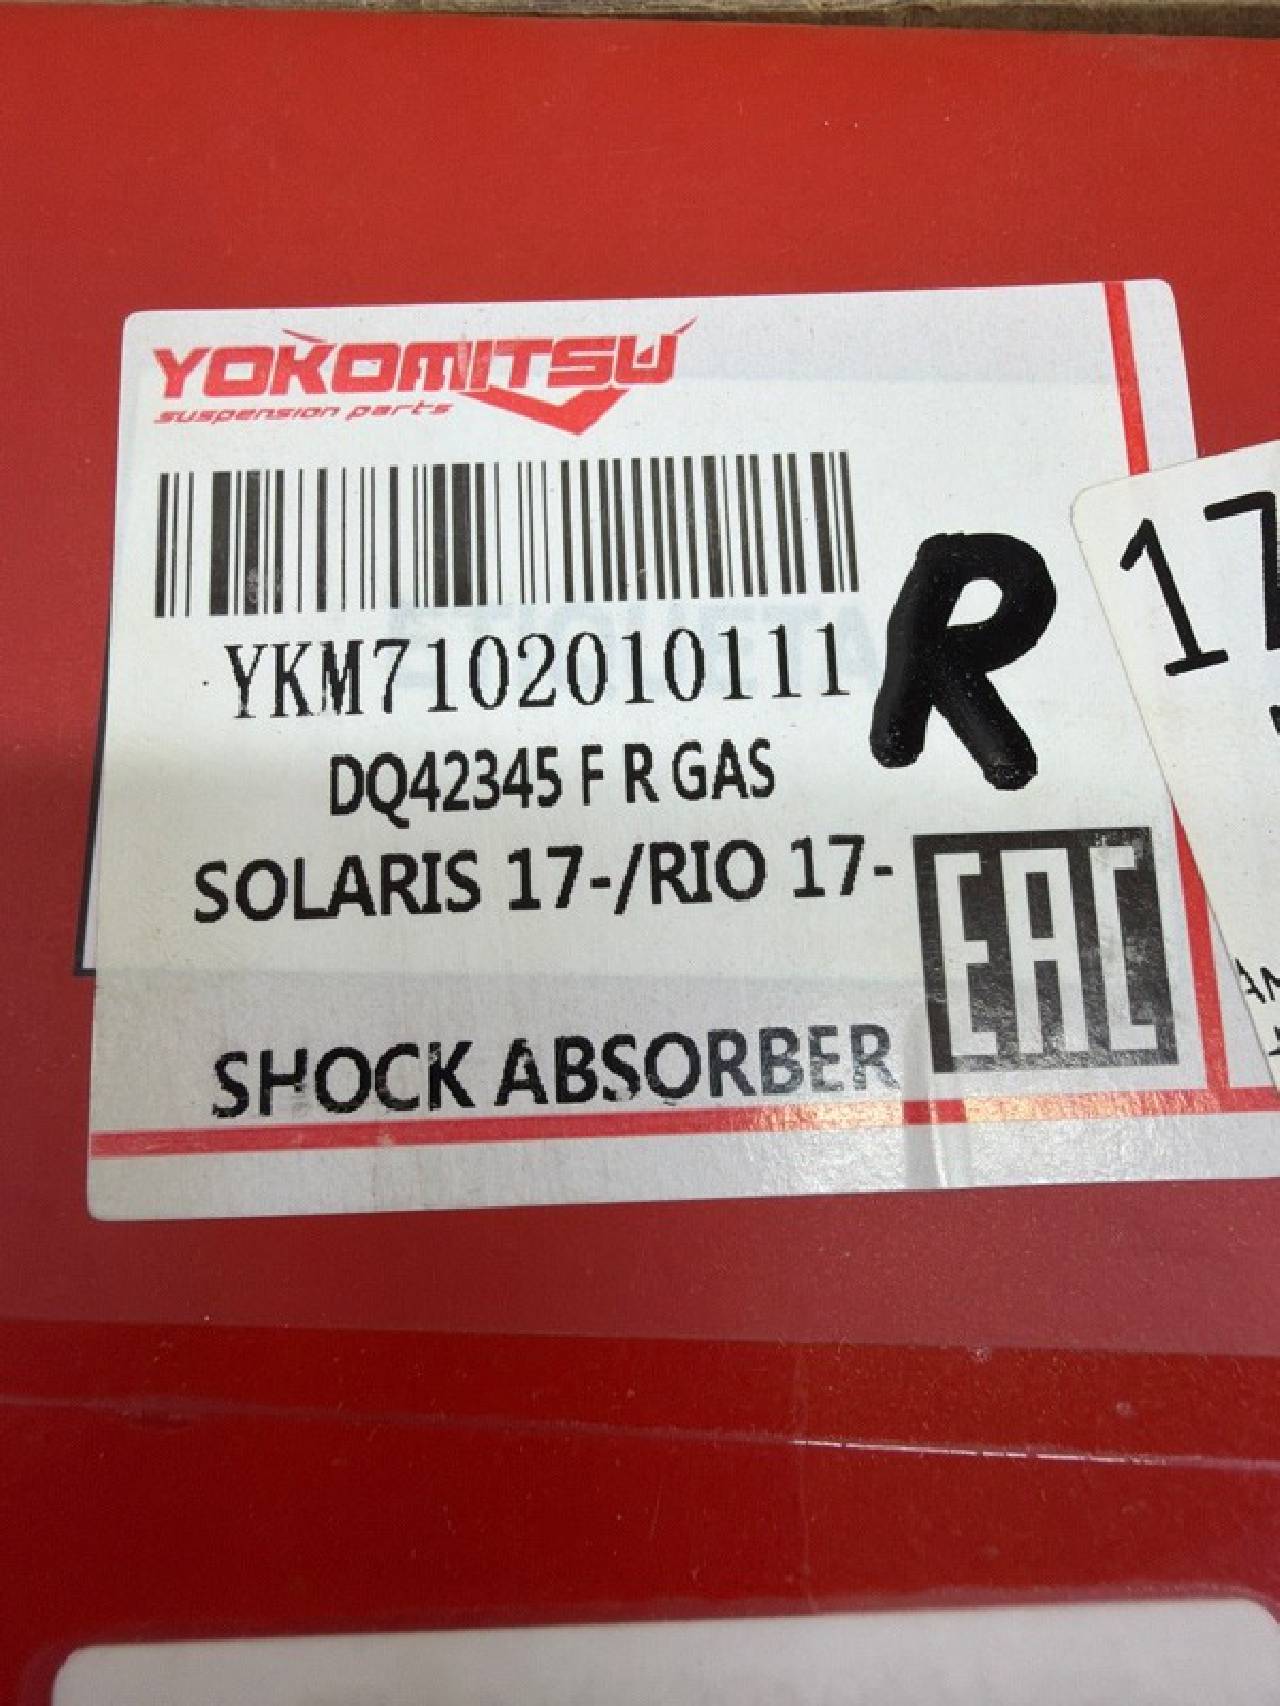 YOKOMITSU
suspension parts
YKM7102010111
R
17
DQ42345 F R GAS
SOLARIS 17-/RIO 17-
EAC
SHOCK ABSORBER